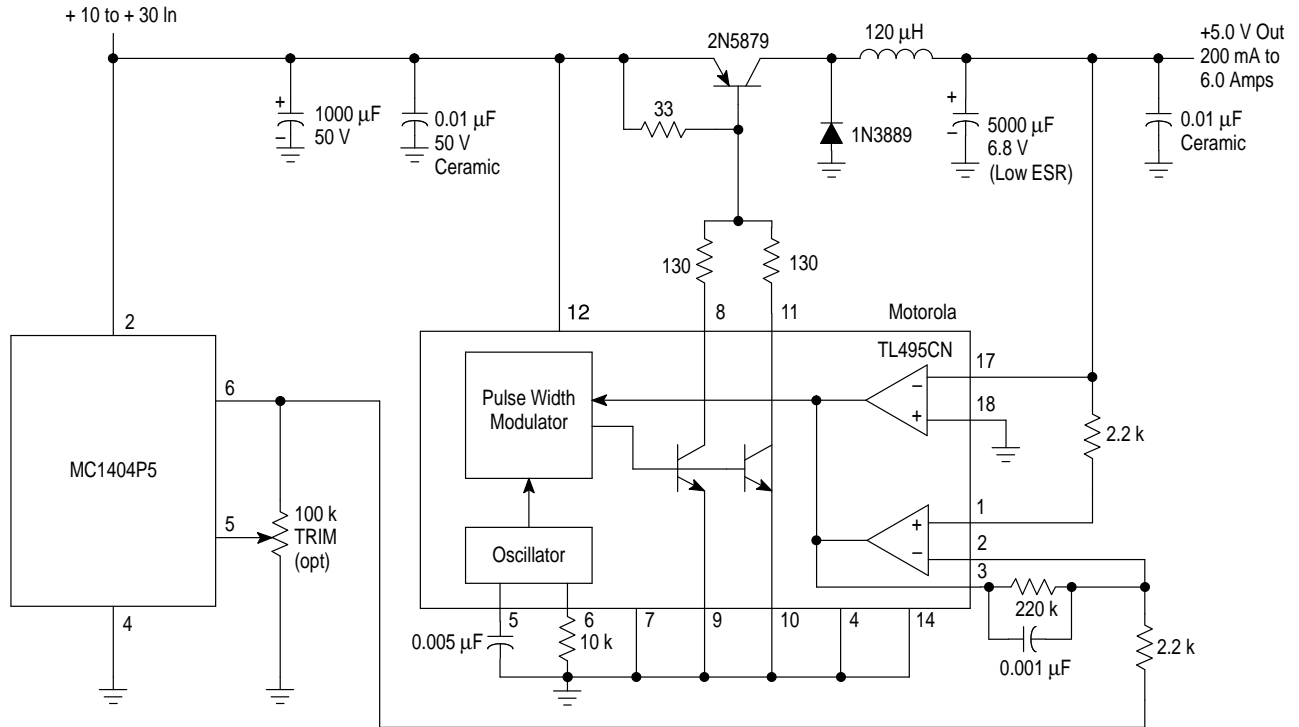 + 10 to + 30 In
2N5879
120 μH
+5.0 V Out
200 mA to
6.0 Amps
+
−
1000 μF
50 V
0.01 μF
50 V
Ceramic
33
1N3889
+
−
5000 μF
6.8 V
(Low ESR)
0.01 μF
Ceramic
130
130
2
12
8
11
Motorola
TL495CN
17
−
18
+
2.2 k
MC1404P5
6
5
4
100 k
TRIM
(opt)
Pulse Width
Modulator
Oscillator
1
+
2
−
3
220 k
0.001 μF
2.2 k
5
6
7
9
10
4
14
0.005 μF
10 k